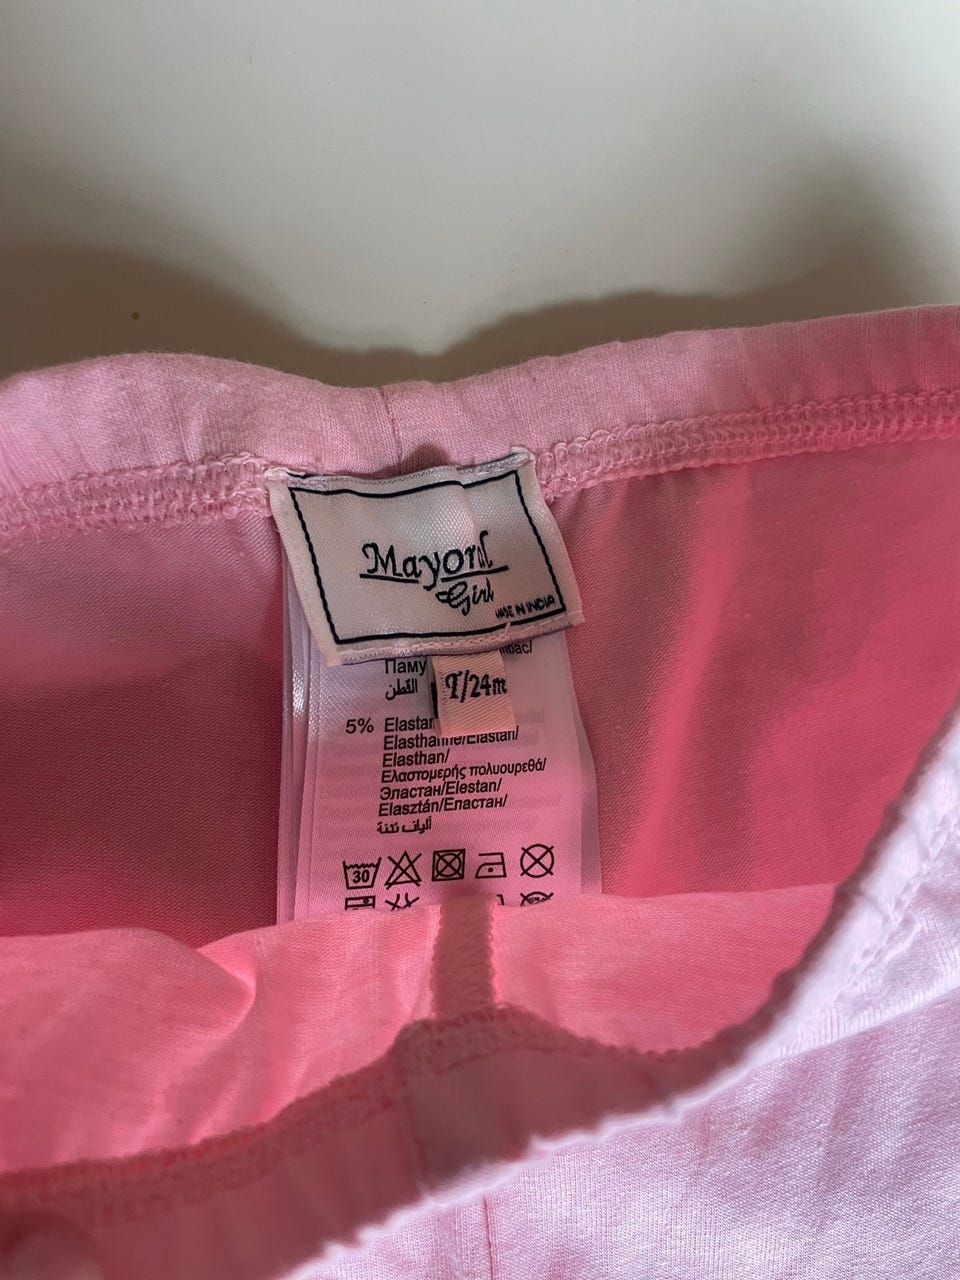 Mayoral
Girl
MADE IN INDIA
Паму
القطن
T/24m
5% Elastan
Elasthanne/Elastan/
Elasthan/
Ελαστομερής πολυουρεθά/
Эластан/Elestan/
Elasztán/Еластан/
ألياف نكنة
30